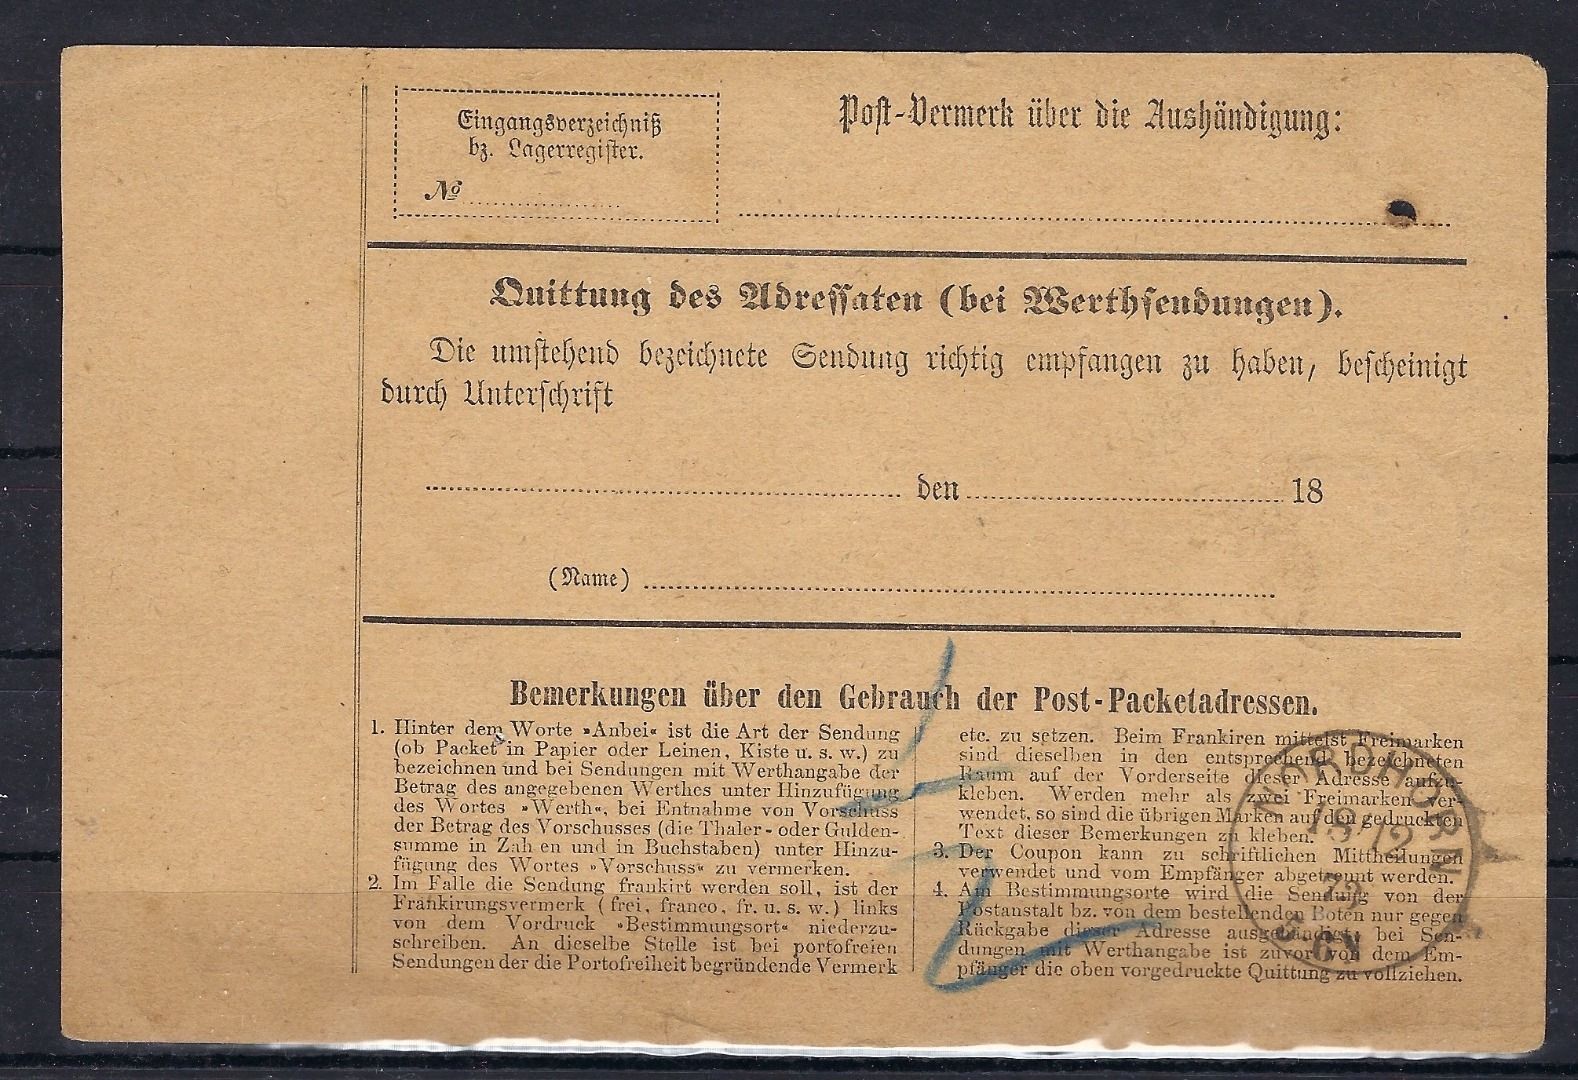 Eingangsverzeichniß
bz. Lagerregister.
No
Post-Vermerk über die Aushändigung:
Quittung des Adressaten (bei Werthsendungen).
Die umstehend bezeichnete Sendung richtig empfangen zu haben, bescheinigt
durch Unterschrift
den 18
(Name)
Bemerkungen über den Gebrauch der Post-Packetadressen.
1. Hinter dem Worte »Anbei« ist die Art der Sendung
(ob Packet in Papier oder Leinen, Kiste u. s. w.) zu
bezeichnen und bei Sendungen mit Werthangabe der
Betrag des angegebenen Werthes unter Hinzufügung
des Wortes »Werth«, bei Entnahme von Vorschuss
der Betrag des Vorschusses (die Thaler- oder Gulden-
summe in Zah en und in Buchstaben) unter Hinzu-
fügung des Wortes »Vorschuss« zu vermerken.
2. Im Falle die Sendung frankirt werden soll, ist der
Frankirungsvermerk (frei, franco, fr. u. s. w.) links
von dem Vordruck »Bestimmungsort« niederzu-
schreiben. An dieselbe Stelle ist bei portofreien
Sendungen der die Portofreiheit begründende Vermerk
etc. zu setzen. Beim Frankiren mittelst Freimarken
sind dieselben in den entsprechend bezeichneten
Raum auf der Vorderseite dieser Adresse aufzu-
kleben. Werden mehr als zwei Freimarken ver-
wendet, so sind die übrigen Marken auf den gedruckten
Text dieser Bemerkungen zu kleben.
3. Der Coupon kann zu schriftlichen Mittheilungen
verwendet und vom Empfänger abgetrennt werden.
4. Am Bestimmungsorte wird die Sendung von der
Postanstalt bz. von dem bestellenden Boten nur gegen
Rückgabe dieser Adresse ausgehändigt; bei Sen-
dungen mit Werthangabe ist zuvor von dem Em-
pfänger die oben vorgedruckte Quittung zu vollziehen.
NORDHORN
18 12